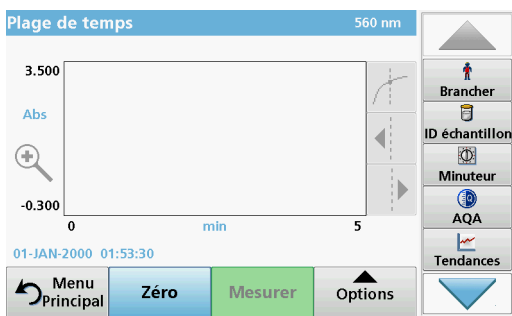 Plage de temps 560 nm
3.500
Abs
-0.300
0 min 5
01-JAN-2000 01:53:30
Menu
Principal
Zéro
Mesurer
Options
Brancher
ID échantillon
Minuteur
AQA
Tendances